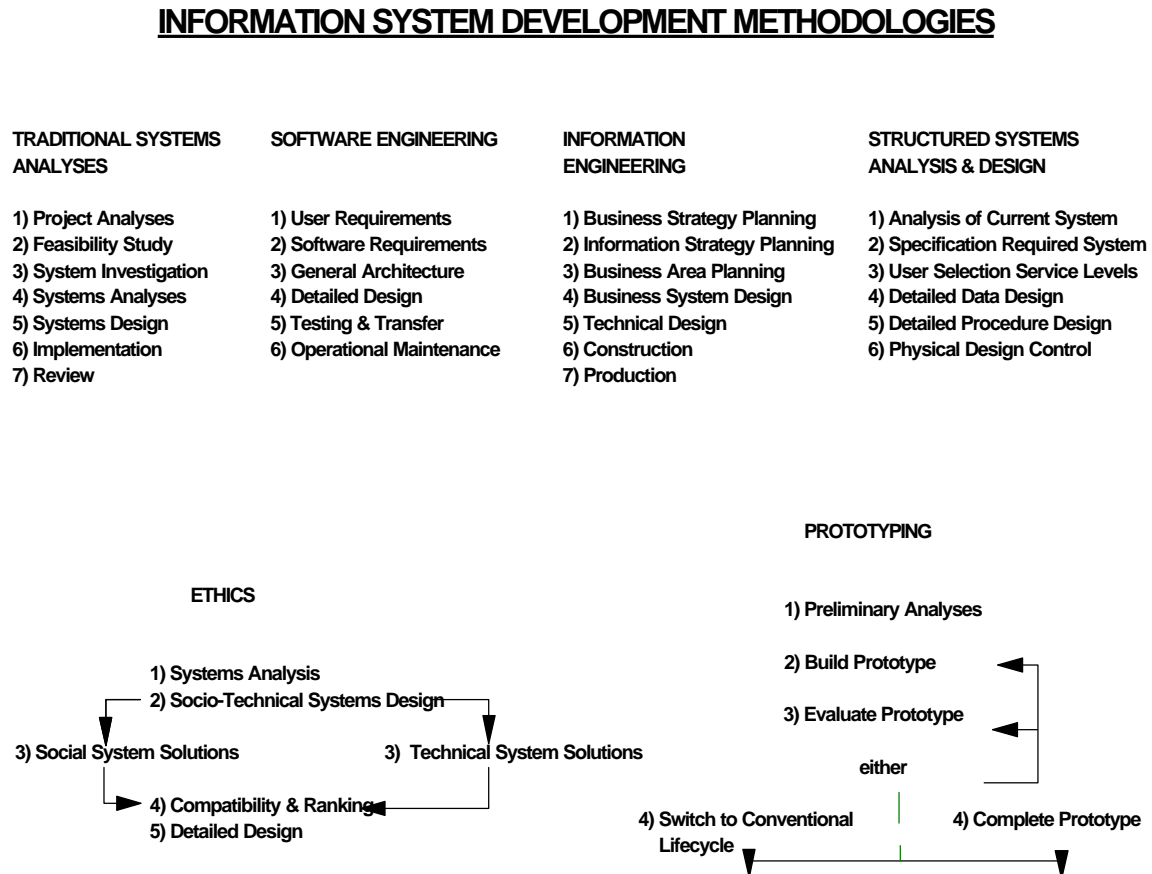 INFORMATION SYSTEM DEVELOPMENT METHODOLOGIES
TRADITIONAL SYSTEMS
ANALYSES
1) Project Analyses
2) Feasibility Study
3) System Investigation
4) Systems Analyses
5) Systems Design
6) Implementation
7) Review
SOFTWARE ENGINEERING
1) User Requirements
2) Software Requirements
3) General Architecture
4) Detailed Design
5) Testing & Transfer
6) Operational Maintenance
INFORMATION
ENGINEERING
1) Business Strategy Planning
2) Information Strategy Planning
3) Business Area Planning
4) Business System Design
5) Technical Design
6) Construction
7) Production
STRUCTURED SYSTEMS
ANALYSIS & DESIGN
1) Analysis of Current System
2) Specification Required System
3) User Selection Service Levels
4) Detailed Data Design
5) Detailed Procedure Design
6) Physical Design Control
ETHICS
1) Systems Analysis
2) Socio-Technical Systems Design
3) Social System Solutions
3) Technical System Solutions
4) Compatibility & Ranking
5) Detailed Design
PROTOTYPING
1) Preliminary Analyses
2) Build Prototype
3) Evaluate Prototype
either
4) Switch to Conventional
Lifecycle
4) Complete Prototype